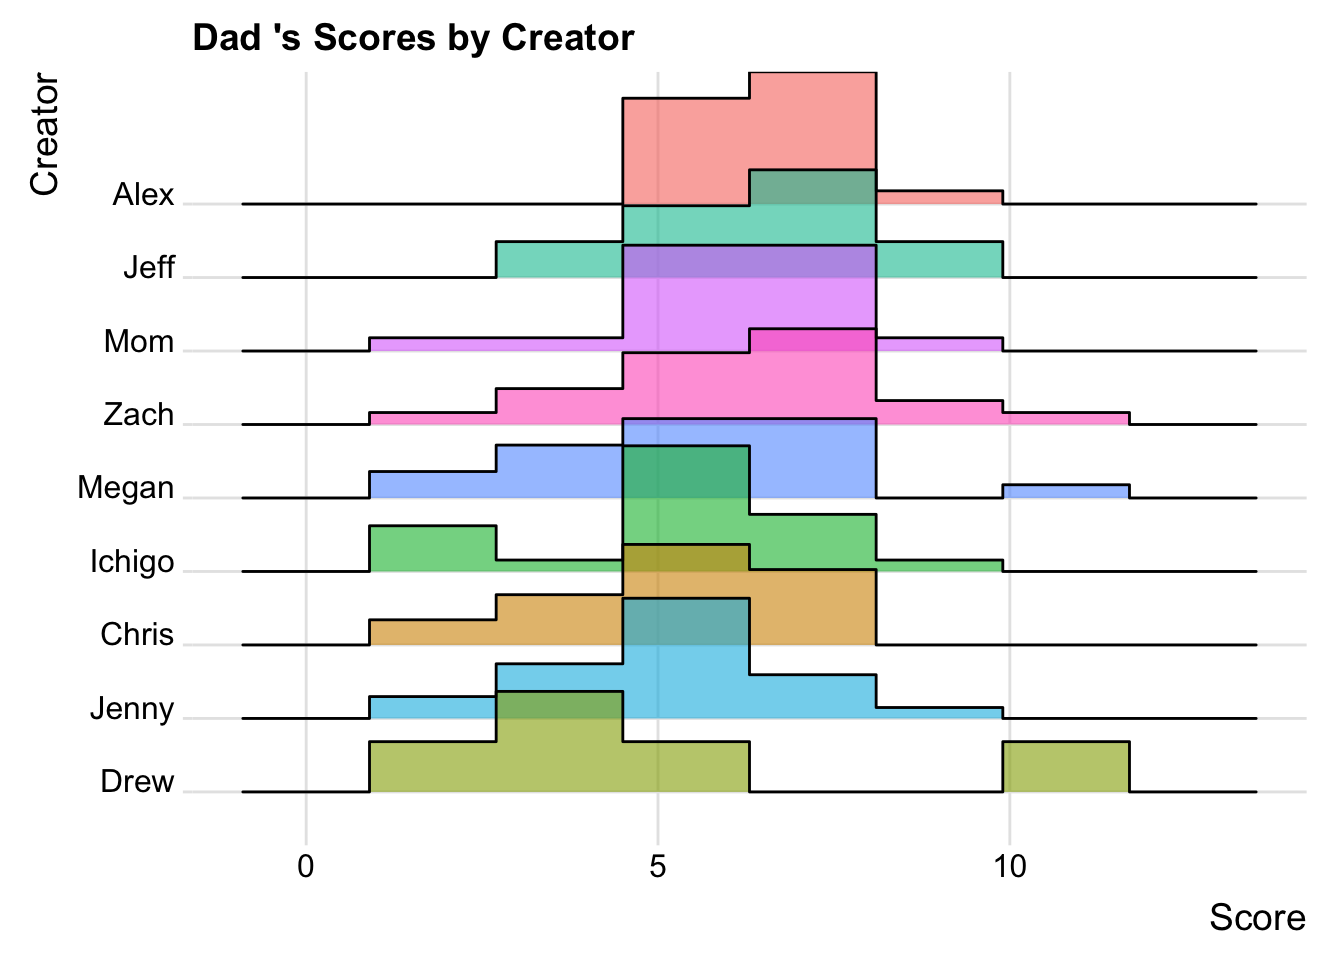 Dad 's Scores by Creator
Creator
Alex
Jeff
Mom
Zach
Megan
Ichigo
Chris
Jenny
Drew
0 5 10
Score